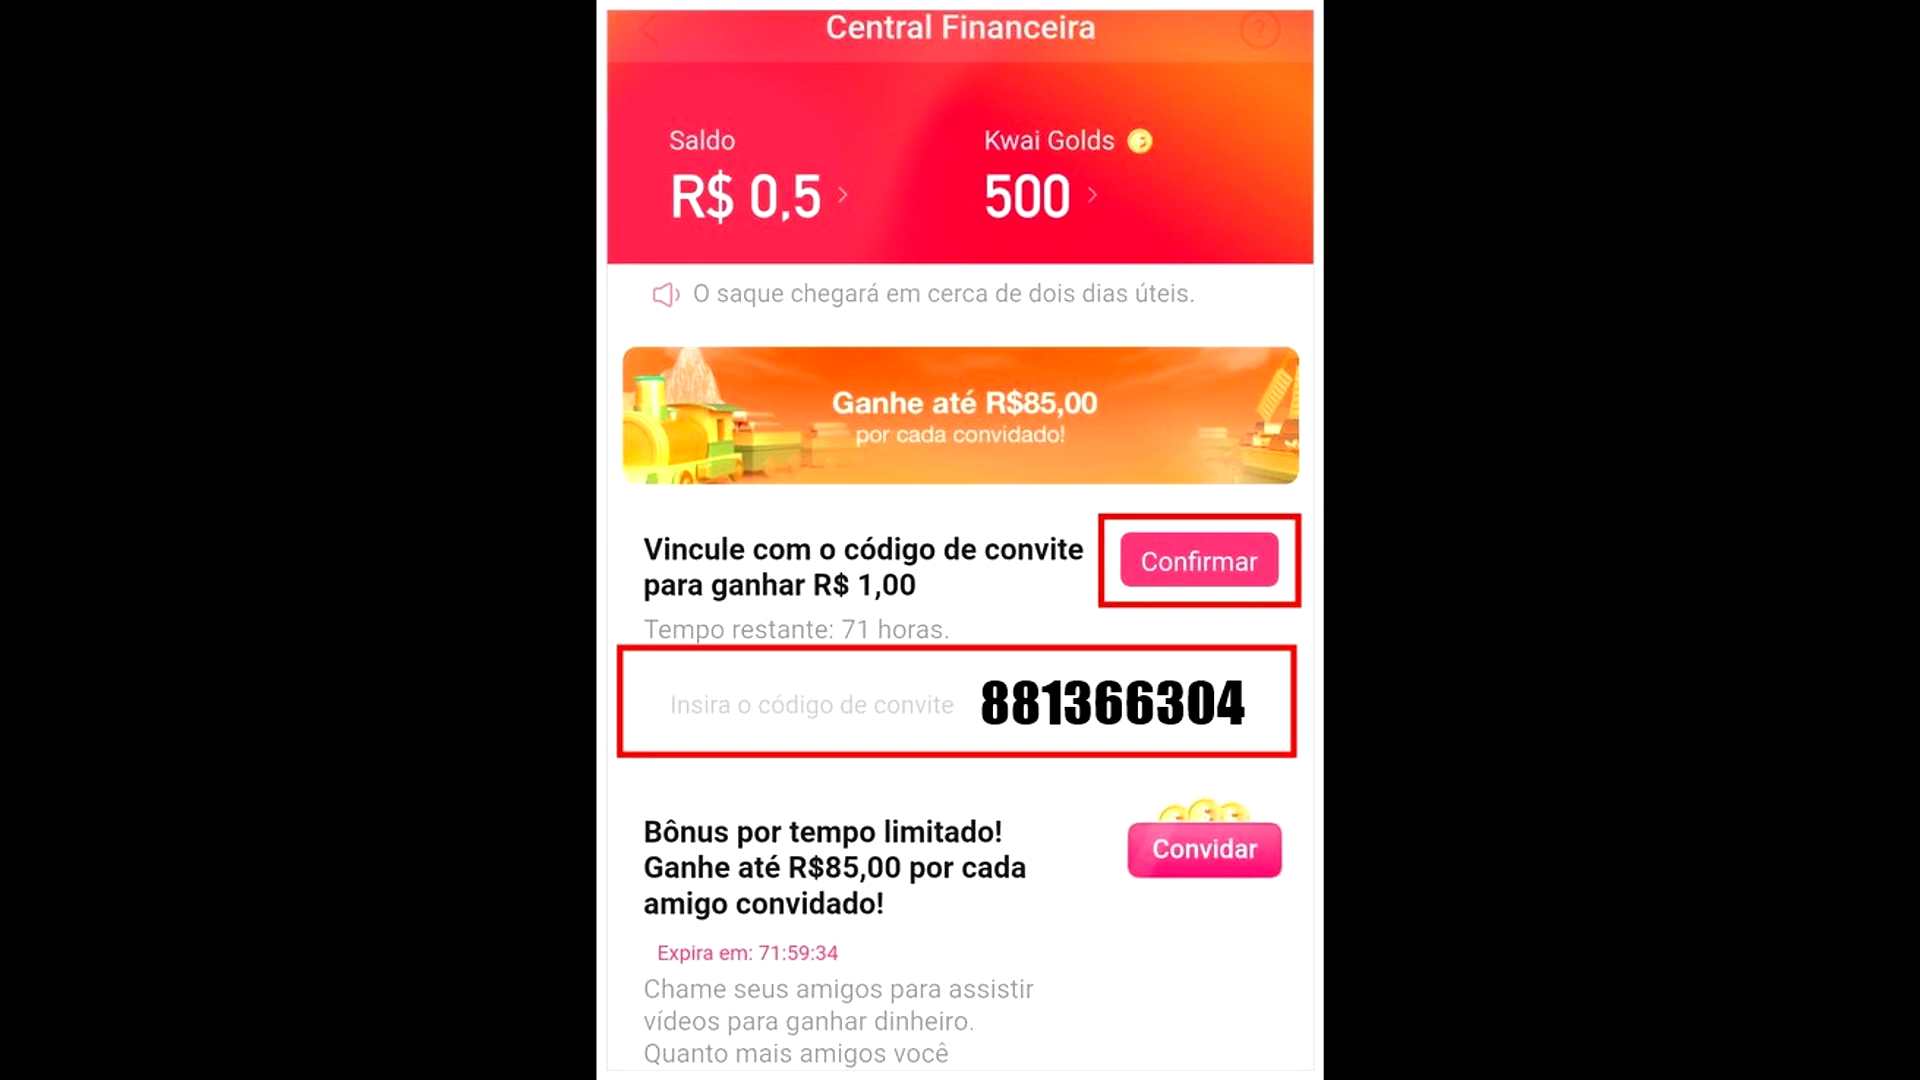 Central Financeira
?
Saldo
Kwai Golds
R$ 0,5
500
O saque chegará em cerca de dois dias úteis.
Ganhe até R$85,00
por cada convidado!
Vincule com o código de convite
para ganhar R$ 1,00
Confirmar
Tempo restante: 71 horas.
Insira o código de convite 881366304
Bônus por tempo limitado!
Ganhe até R$85,00 por cada
amigo convidado!
Convidar
Expira em: 71:59:34
Chame seus amigos para assistir
vídeos para ganhar dinheiro.
Quanto mais amigos você